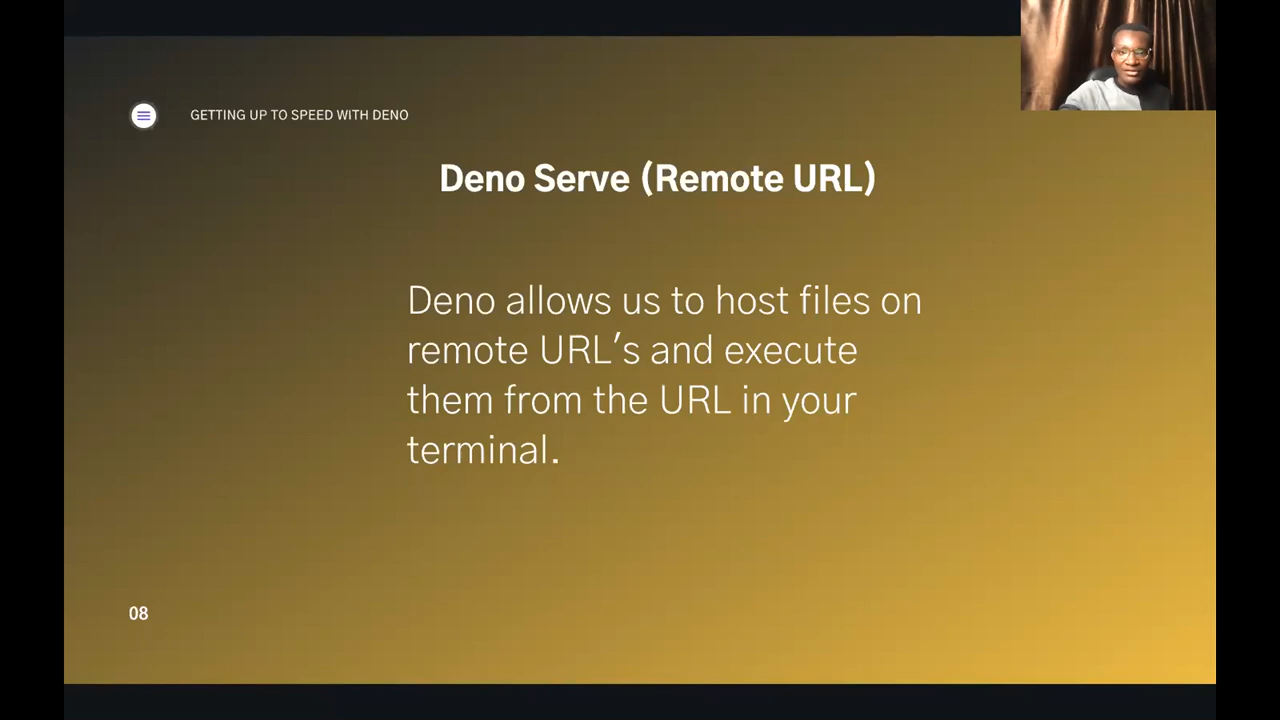 GETTING UP TO SPEED WITH DENO
Deno Serve (Remote URL)
Deno allows us to host files on
remote URL's and execute
them from the URL in your
terminal.
08